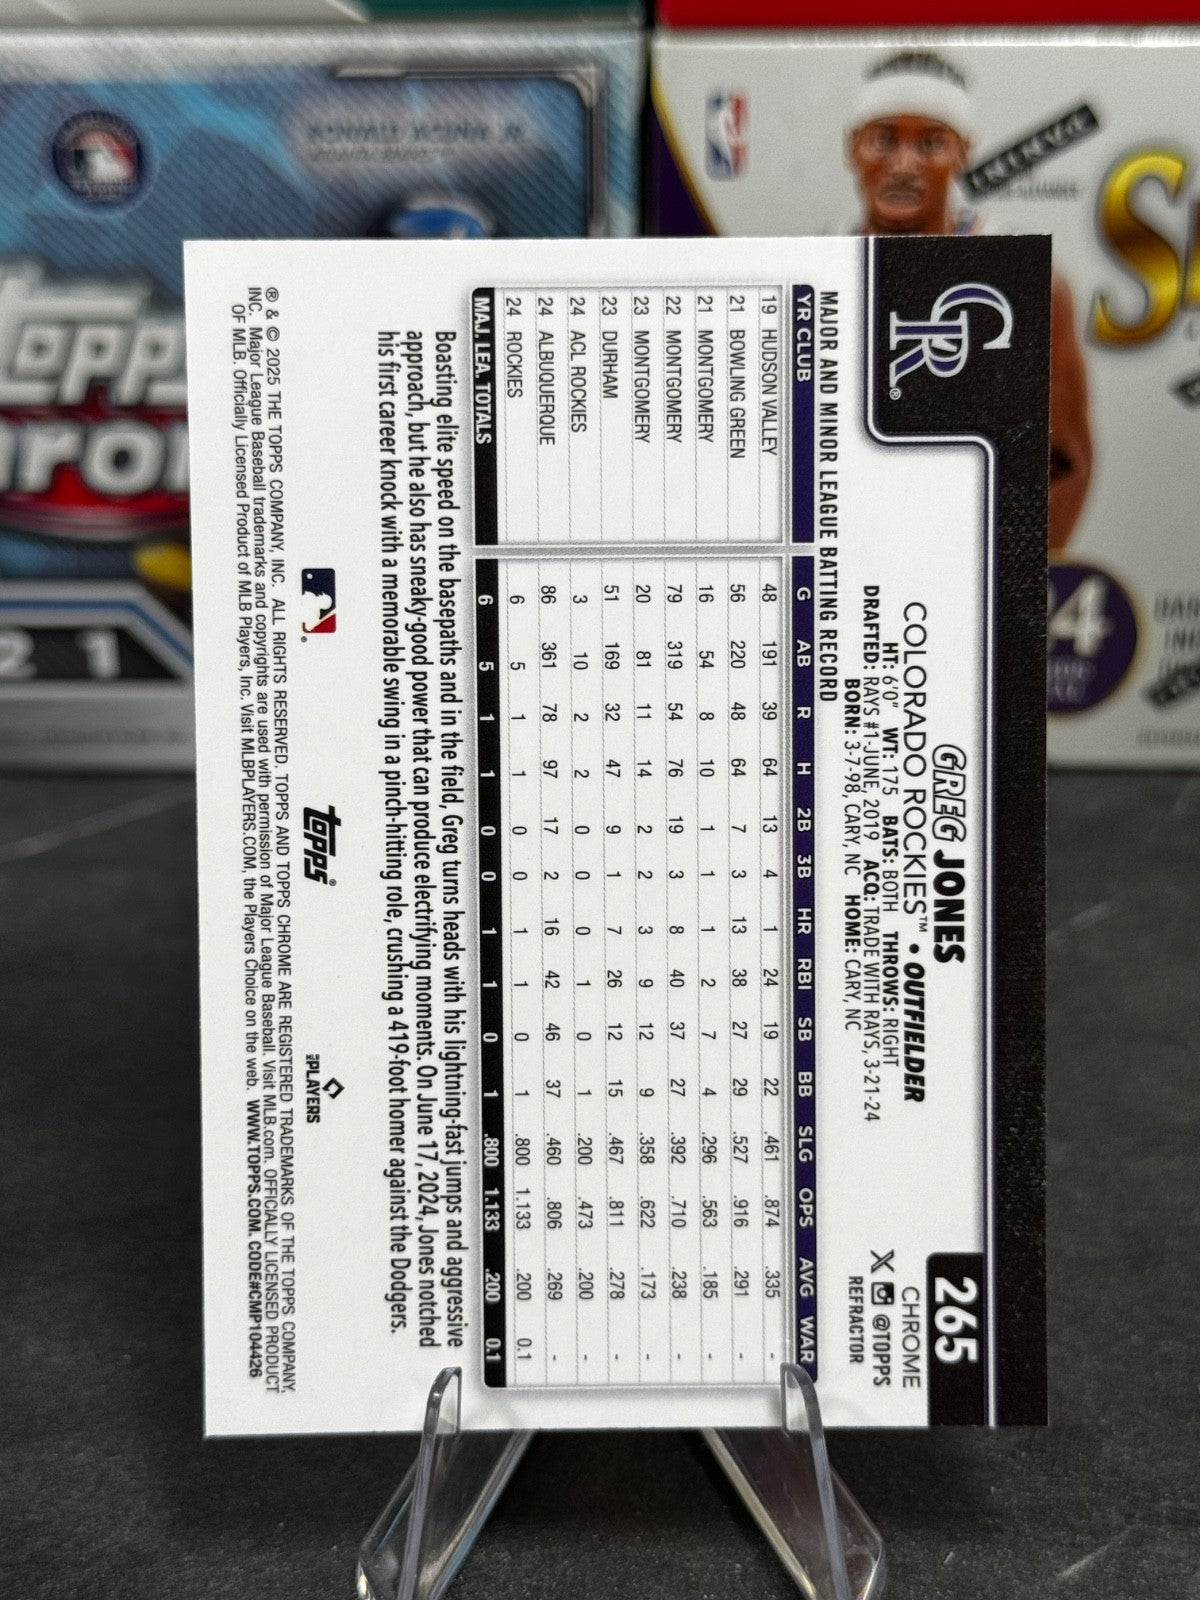 CR®
265
CHROME
REFRACTOR
GREG JONES
COLORADO ROCKIES™ • OUTFIELDER
HT: 6'0" WT: 175 BATS: BOTH THROWS: RIGHT
DRAFTED: RAYS #1-JUNE, 2019 ACQ: TRADE WITH RAYS, 3-21-24
BORN: 3-7-98, CARY, NC HOME: CARY, NC
X @TOPPS
MAJOR AND MINOR LEAGUE BATTING RECORD
YR CLUB G AB R H 2B 3B HR RBI SB BB SLG OPS AVG WAR
19 HUDSON VALLEY 48 191 39 64 13 4 1 24 19 22 .461 .874 .335 -
21 BOWLING GREEN 56 220 48 64 7 3 13 38 27 29 .527 .916 .291 -
21 MONTGOMERY 16 54 8 10 1 1 1 2 7 4 .296 .563 .185 -
22 MONTGOMERY 79 319 54 76 19 3 8 40 37 27 .392 .710 .238 -
23 MONTGOMERY 20 81 11 14 2 2 3 9 12 9 .358 .622 .173 -
23 DURHAM 51 169 32 47 9 1 7 26 12 15 .467 .811 .278 -
24 ACL ROCKIES 3 10 2 2 0 0 0 1 0 1 .200 .473 .200 -
24 ALBUQUERQUE 86 361 78 97 17 2 16 42 46 37 .460 .806 .269 -
24 ROCKIES 6 5 1 1 0 0 1 1 0 1 .800 1.133 .200 0.1
MAJ. LEA. TOTALS 6 5 1 1 0 0 1 1 0 1 .800 1.133 .200 0.1
Boasting elite speed on the basepaths and in the field, Greg turns heads with his lightning-fast jumps and aggressive
approach, but he also has sneaky-good power that can produce electrifying moments. On June 17, 2024, Jones notched
his first career knock with a memorable swing in a pinch-hitting role, crushing a 419-foot homer against the Dodgers.
topps®
PLAYERS
® & © 2025 THE TOPPS COMPANY, INC. ALL RIGHTS RESERVED. TOPPS AND TOPPS CHROME ARE REGISTERED TRADEMARKS OF THE TOPPS COMPANY,
INC. Major League Baseball trademarks and copyrights are used with permission of Major League Baseball. Visit MLB.com. OFFICIALLY LICENSED PRODUCT
OF MLB. Officially Licensed Product of MLB Players, Inc. Visit MLBPLAYERS.COM, the Players Choice on the web. WWW.TOPPS.COM. CODE#CMP104426